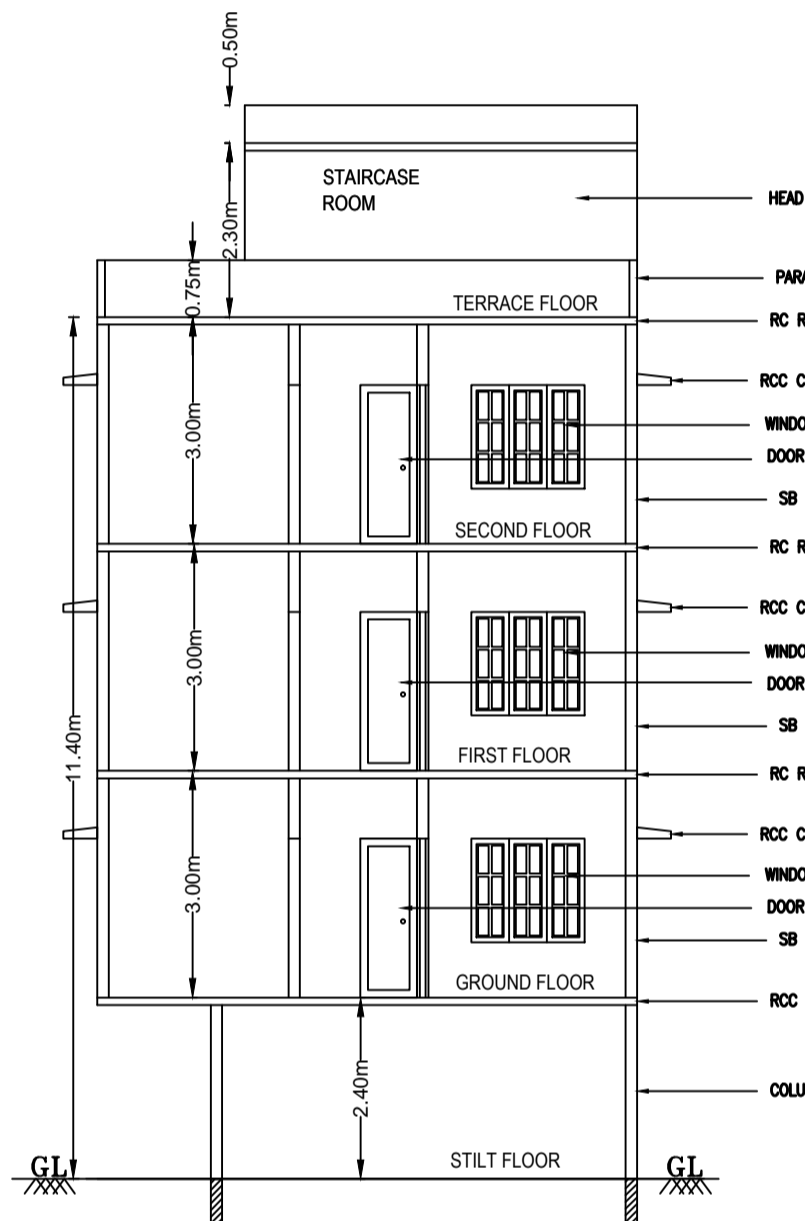 0.50m
STAIRCASE
ROOM
HEAD
2.30m
0.75m
PARA
TERRACE FLOOR
RC R
RCC C
3.00m
WINDO
DOOR
SB
SECOND FLOOR
RC R
RCC C
3.00m
WINDO
DOOR
SB
11.40m
FIRST FLOOR
RC R
RCC C
WINDO
3.00m
DOOR
SB
GROUND FLOOR
RCC
2.40m
COLU
STILT FLOOR
GL
GL